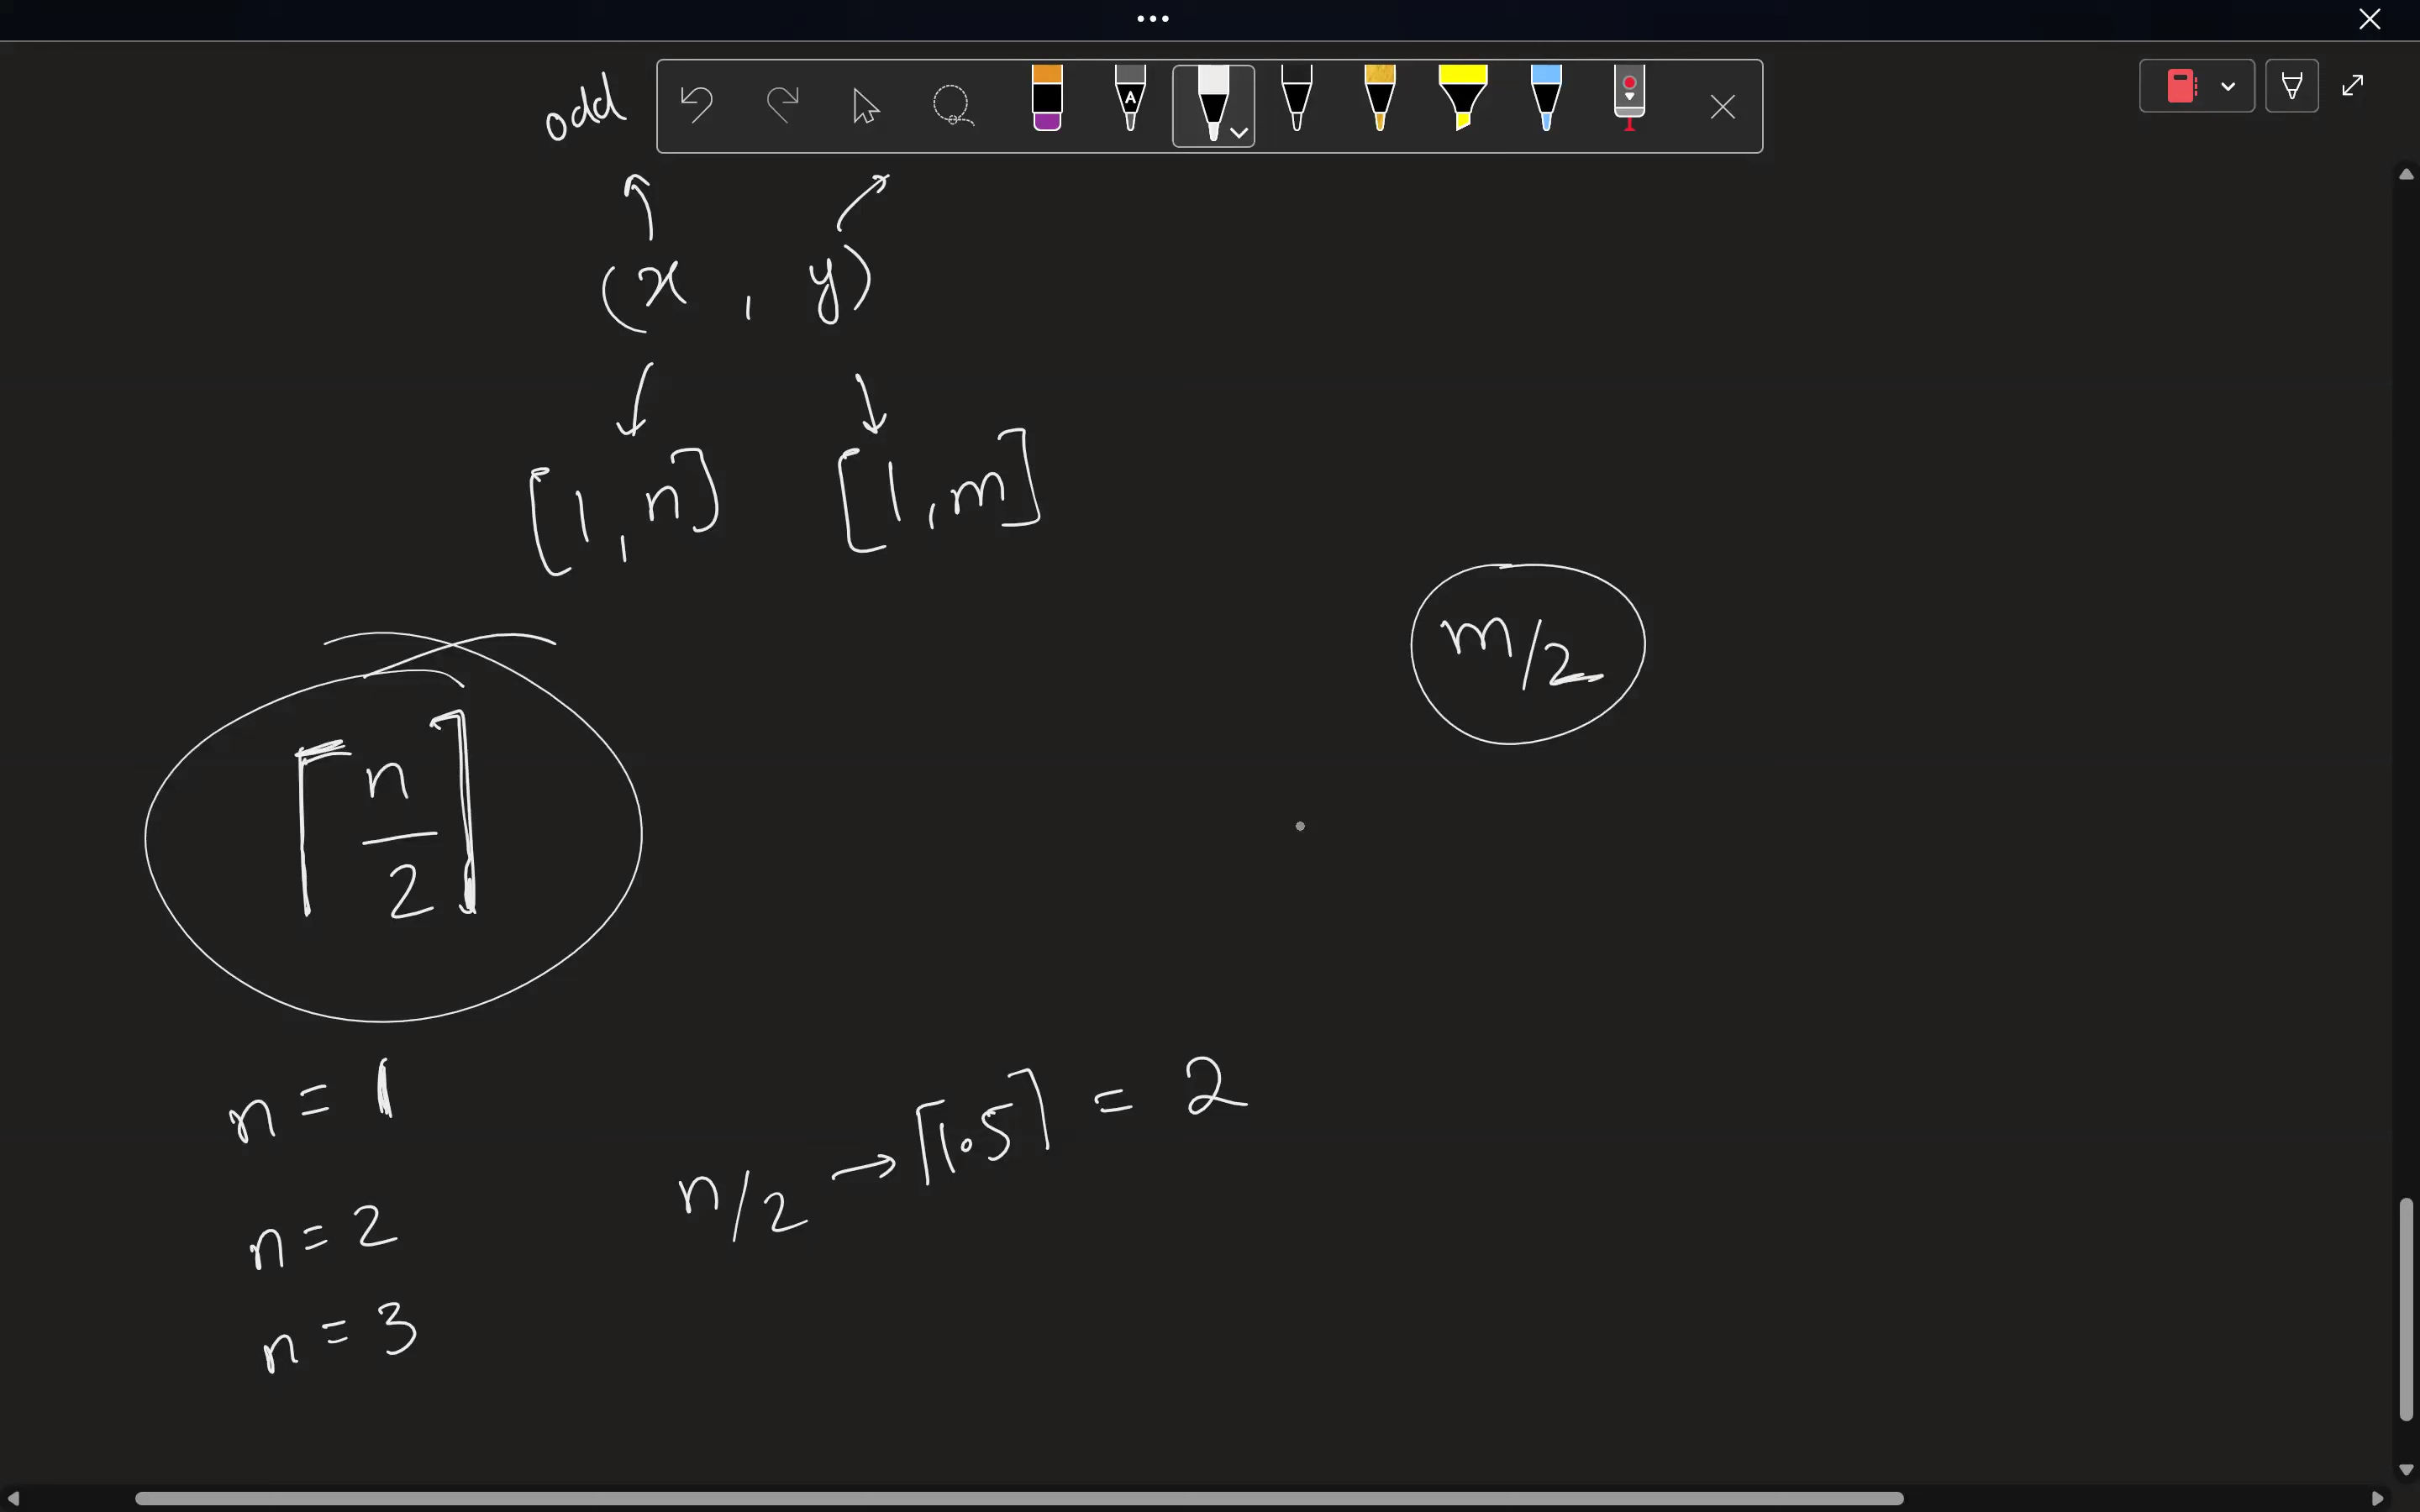 odd
(x , y)
[1, n] [1, m]
m/2
⌈n/2⌉
n = 1
n/2 → ⌈1.5⌉ = 2
n = 2
n = 3